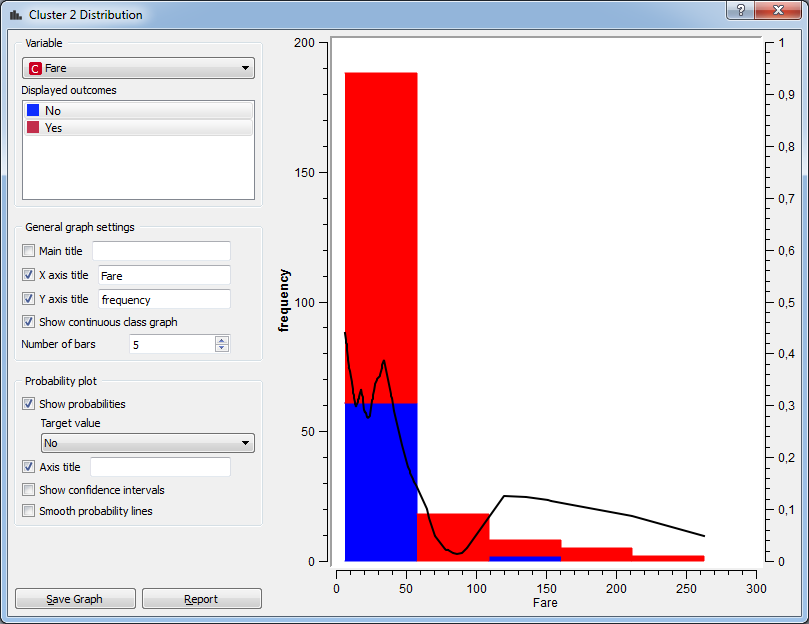 Cluster 2 Distribution
?
Variable
C Fare
Displayed outcomes
No
Yes
General graph settings
Main title
X axis title Fare
Y axis title frequency
Show continuous class graph
Number of bars 5
Probability plot
Show probabilities
Target value
No
Axis title
Show confidence intervals
Smooth probability lines
Save Graph Report
200
150
100
50
0
frequency
0 50 100 150 200 250 300
Fare
1
0,9
0,8
0,7
0,6
0,5
0,4
0,3
0,2
0,1
0